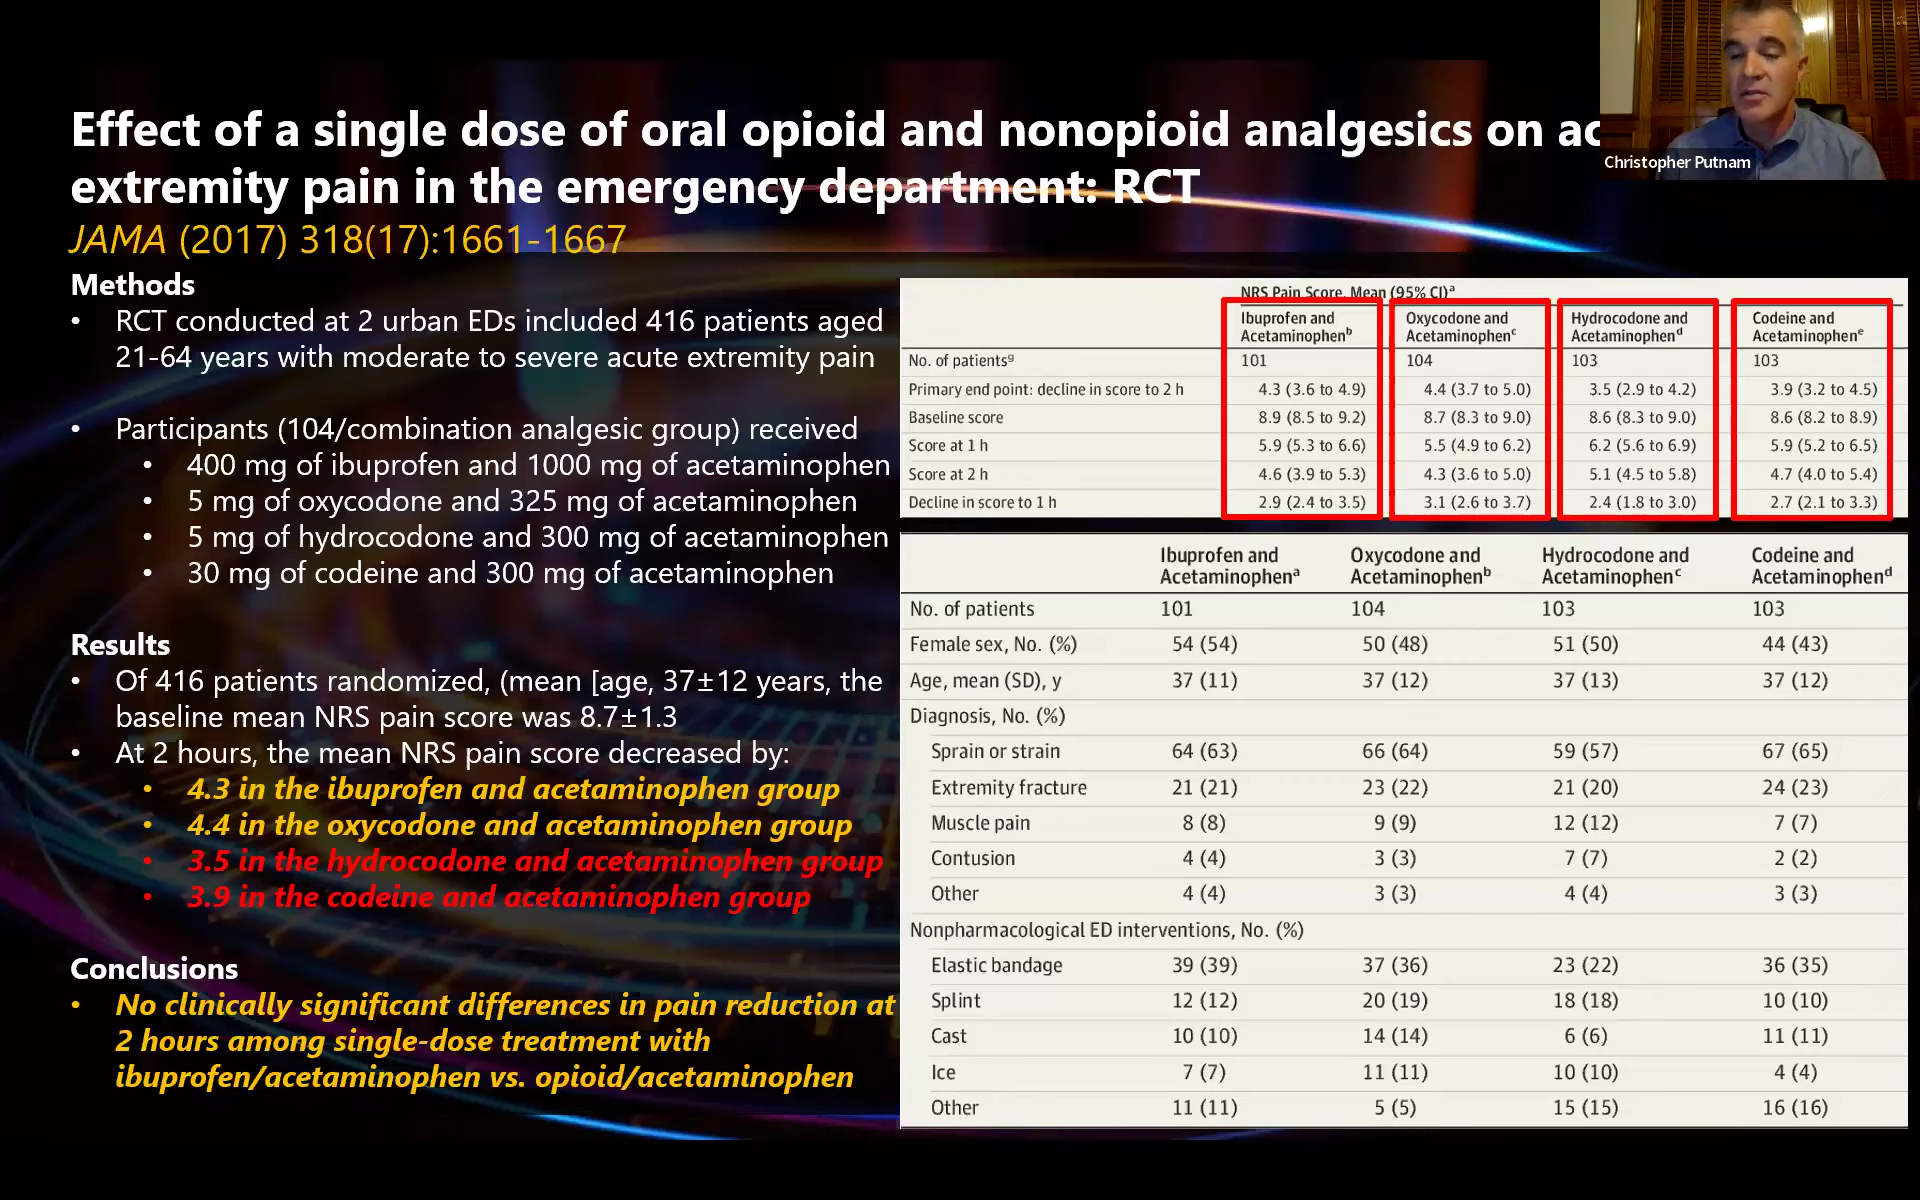 Effect of a single dose of oral opioid and nonopioid analgesics on ac
extremity pain in the emergency department: RCT
JAMA (2017) 318(17):1661-1667
Christopher Putnam
Methods
• RCT conducted at 2 urban EDs included 416 patients aged
21-64 years with moderate to severe acute extremity pain
• Participants (104/combination analgesic group) received
• 400 mg of ibuprofen and 1000 mg of acetaminophen
• 5 mg of oxycodone and 325 mg of acetaminophen
• 5 mg of hydrocodone and 300 mg of acetaminophen
• 30 mg of codeine and 300 mg of acetaminophen
Results
• Of 416 patients randomized, (mean [age, 37±12 years, the
baseline mean NRS pain score was 8.7±1.3
• At 2 hours, the mean NRS pain score decreased by:
• 4.3 in the ibuprofen and acetaminophen group
• 4.4 in the oxycodone and acetaminophen group
• 3.5 in the hydrocodone and acetaminophen group
• 3.9 in the codeine and acetaminophen group
Conclusions
• No clinically significant differences in pain reduction at
2 hours among single-dose treatment with
ibuprofen/acetaminophen vs. opioid/acetaminophen
NRS Pain Score, Mean (95% CI)a
Ibuprofen and Oxycodone and Hydrocodone and Codeine and
Acetaminophenb Acetaminophenc Acetaminophend Acetaminophene
No. of patientsg 101 104 103 103
Primary end point: decline in score to 2 h 4.3 (3.6 to 4.9) 4.4 (3.7 to 5.0) 3.5 (2.9 to 4.2) 3.9 (3.2 to 4.5)
Baseline score 8.9 (8.5 to 9.2) 8.7 (8.3 to 9.0) 8.6 (8.3 to 9.0) 8.6 (8.2 to 8.9)
Score at 1 h 5.9 (5.3 to 6.6) 5.5 (4.9 to 6.2) 6.2 (5.6 to 6.9) 5.9 (5.2 to 6.5)
Score at 2 h 4.6 (3.9 to 5.3) 4.3 (3.6 to 5.0) 5.1 (4.5 to 5.8) 4.7 (4.0 to 5.4)
Decline in score to 1 h 2.9 (2.4 to 3.5) 3.1 (2.6 to 3.7) 2.4 (1.8 to 3.0) 2.7 (2.1 to 3.3)
Ibuprofen and Oxycodone and Hydrocodone and Codeine and
Acetaminophena Acetaminophenb Acetaminophenc Acetaminophend
No. of patients 101 104 103 103
Female sex, No. (%) 54 (54) 50 (48) 51 (50) 44 (43)
Age, mean (SD), y 37 (11) 37 (12) 37 (13) 37 (12)
Diagnosis, No. (%)
Sprain or strain 64 (63) 66 (64) 59 (57) 67 (65)
Extremity fracture 21 (21) 23 (22) 21 (20) 24 (23)
Muscle pain 8 (8) 9 (9) 12 (12) 7 (7)
Contusion 4 (4) 3 (3) 7 (7) 2 (2)
Other 4 (4) 3 (3) 4 (4) 3 (3)
Nonpharmacological ED interventions, No. (%)
Elastic bandage 39 (39) 37 (36) 23 (22) 36 (35)
Splint 12 (12) 20 (19) 18 (18) 10 (10)
Cast 10 (10) 14 (14) 6 (6) 11 (11)
Ice 7 (7) 11 (11) 10 (10) 4 (4)
Other 11 (11) 5 (5) 15 (15) 16 (16)